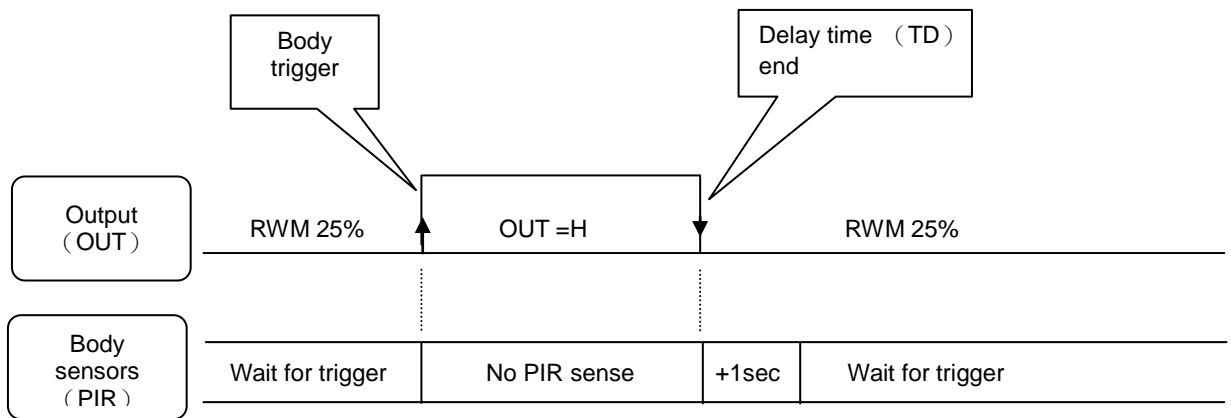 Body
trigger
Delay time （TD）
end
Output
（OUT）
RWM 25%
OUT =H
RWM 25%
Body
sensors
（PIR）
Wait for trigger
No PIR sense
+1sec
Wait for trigger